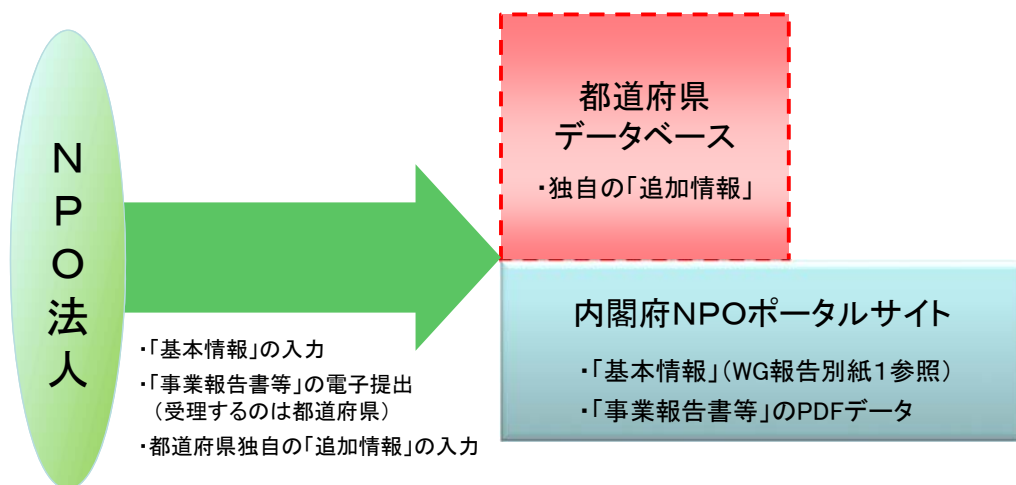 NPO法人
・「基本情報」の入力
・「事業報告書等」の電子提出
（受理するのは都道府県）
・都道府県独自の「追加情報」の入力
都道府県
データベース
・独自の「追加情報」
内閣府NPOポータルサイト
・「基本情報」(WG報告別紙１参照)
・「事業報告書等」のPDFデータ